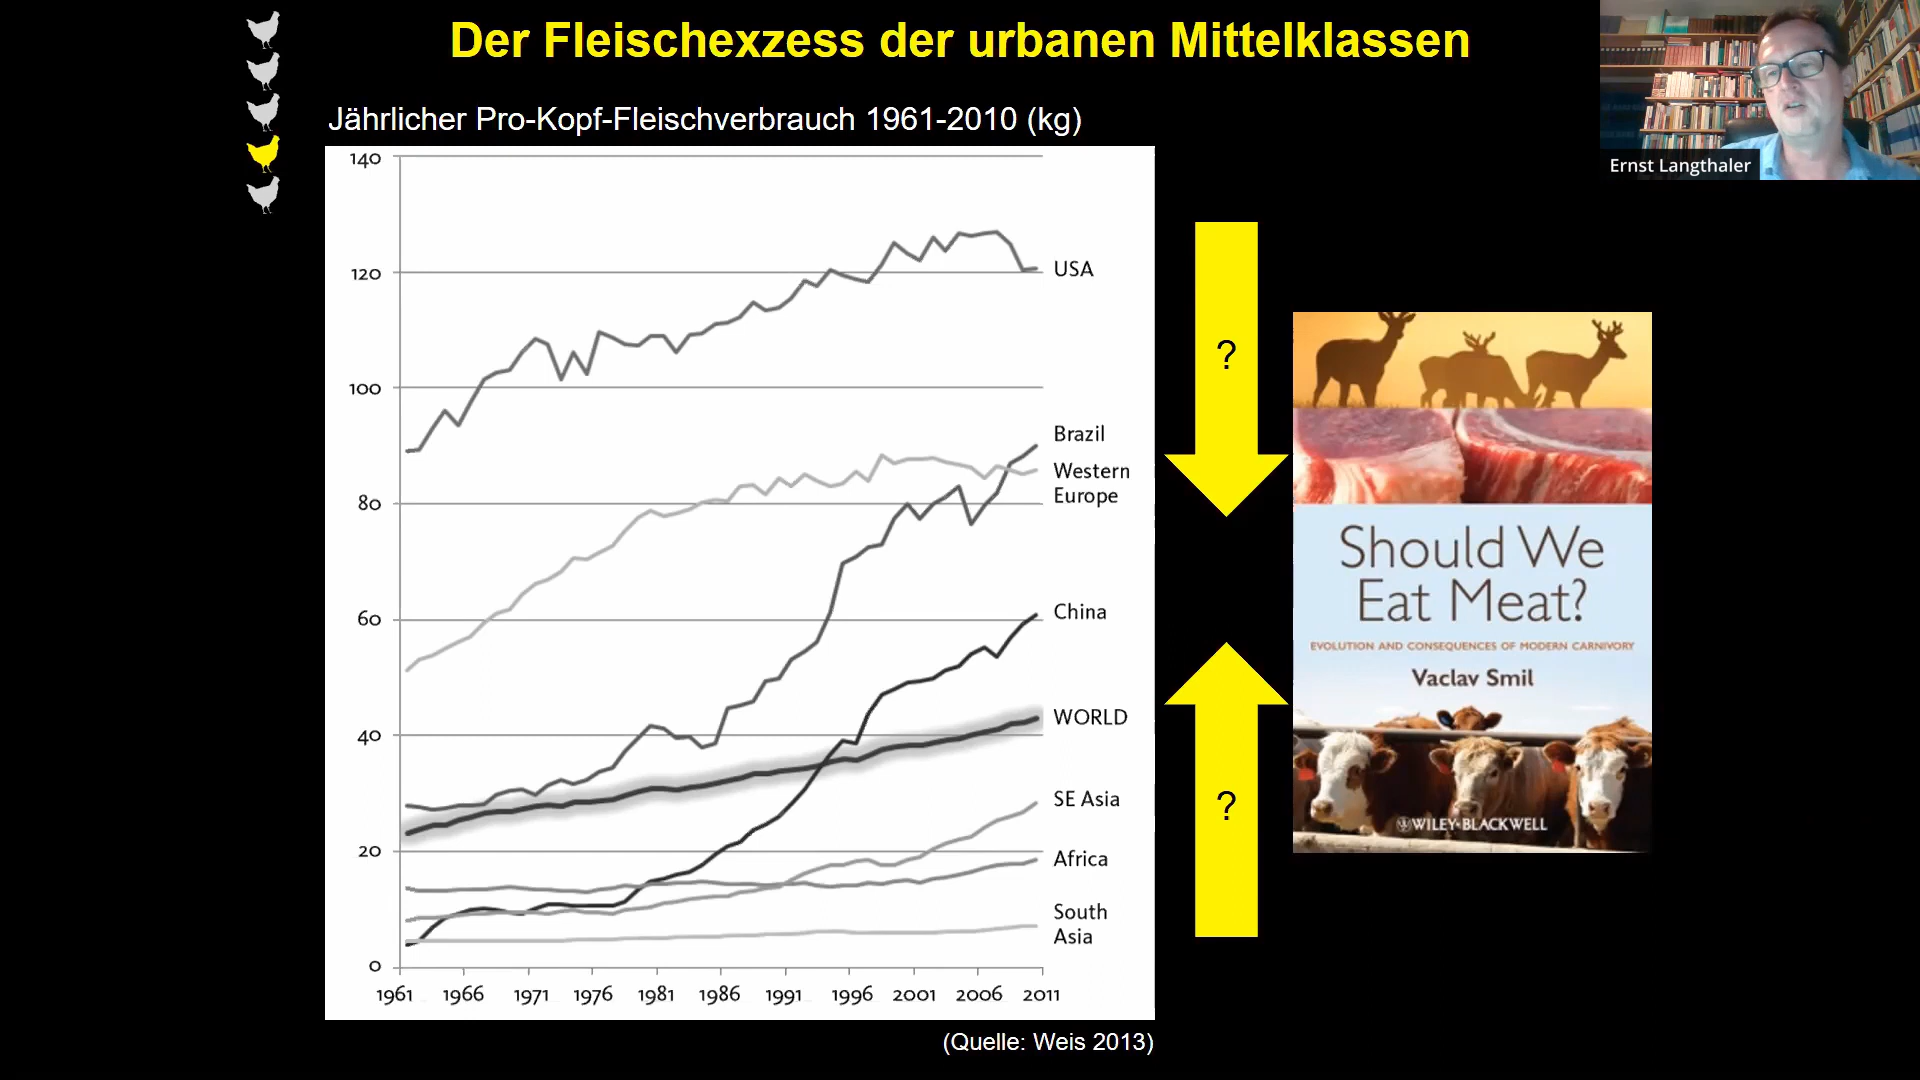 Der Fleischexzess der urbanen Mittelklassen
Ernst Langthaler
Jährlicher Pro-Kopf-Fleischverbrauch 1961-2010 (kg)
140
120
100
80
60
40
20
0
1961 1966 1971 1976 1981 1986 1991 1996 2001 2006 2011
USA
Brazil
Western
Europe
China
WORLD
SE Asia
Africa
South
Asia
(Quelle: Weis 2013)
?
?
Should We
Eat Meat?
EVOLUTION AND CONSEQUENCES OF MODERN CARNIVORY
Vaclav Smil
WILEY-BLACKWELL